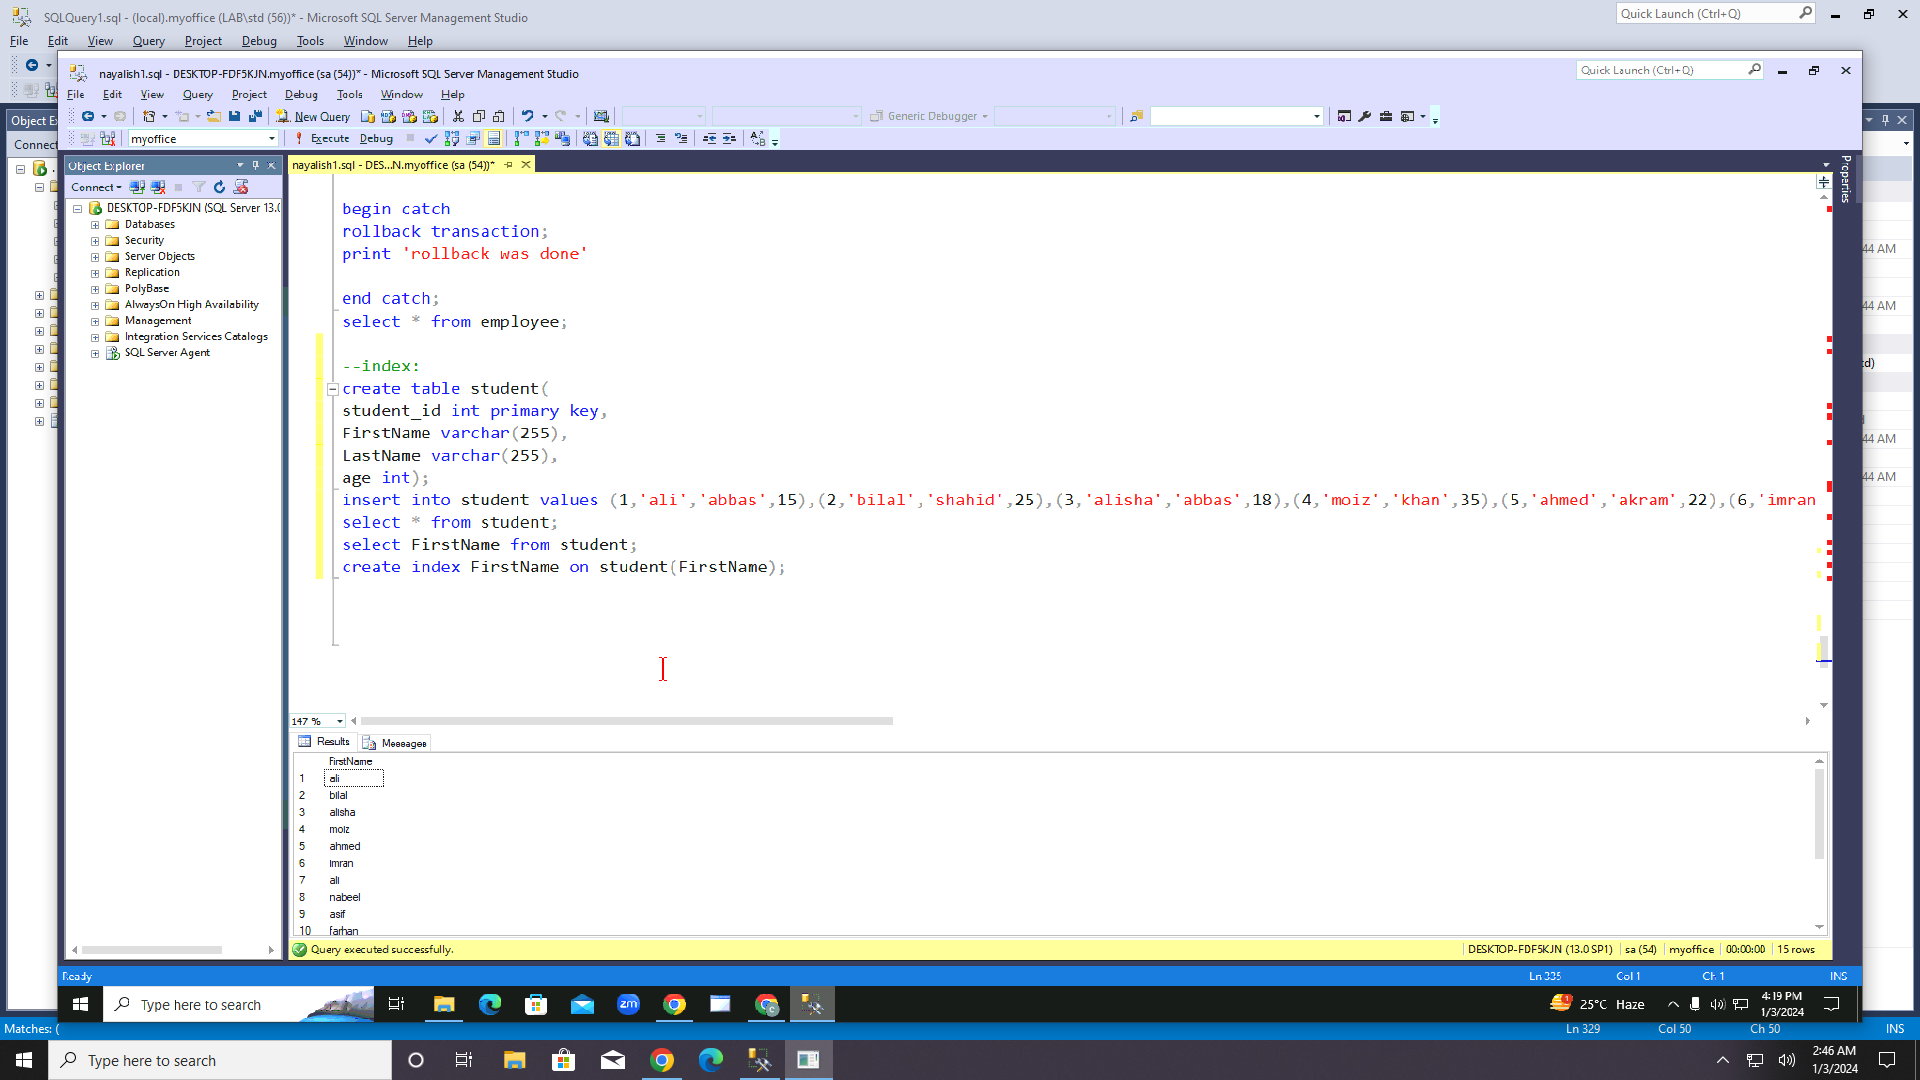 SQLQuery1.sql - (local).myoffice (LAB\std (56))* - Microsoft SQL Server Management Studio
Quick Launch (Ctrl+Q)
File Edit View Query Project Debug Tools Window Help
nayalish1.sql - DESKTOP-FDF5KJN.myoffice (sa (54))* - Microsoft SQL Server Management Studio
Quick Launch (Ctrl+Q)
File Edit View Query Project Debug Tools Window Help
New Query
Generic Debugger
myoffice
Execute Debug
Object Explorer
Connect
DESKTOP-FDF5KJN (SQL Server 13.0
Databases
Security
Server Objects
Replication
PolyBase
AlwaysOn High Availability
Management
Integration Services Catalogs
SQL Server Agent
nayalish1.sql - DES...N.myoffice (sa (54))*
Properties
begin catch
rollback transaction;
print 'rollback was done'
end catch;
select * from employee;
--index:
create table student(
student_id int primary key,
FirstName varchar(255),
LastName varchar(255),
age int);
insert into student values (1,'ali','abbas',15),(2,'bilal','shahid',25),(3,'alisha','abbas',18),(4,'moiz','khan',35),(5,'ahmed','akram',22),(6,'imran
select * from student;
select FirstName from student;
create index FirstName on student(FirstName);
147 %
Results Messages
FirstName
1 ali
2 bilal
3 alisha
4 moiz
5 ahmed
6 imran
7 ali
8 nabeel
9 asif
10 farhan
Query executed successfully.
DESKTOP-FDF5KJN (13.0 SP1) sa (54) myoffice 00:00:00 15 rows
Ready
Ln 335 Col 1 Ch 1 INS
Type here to search
25°C Haze
4:19 PM
1/3/2024
Object Ex
Connect
44 AM
44 AM
44 AM
44 AM
Matches: (
Ln 329 Col 50 Ch 50 INS
Type here to search
2:46 AM
1/3/2024